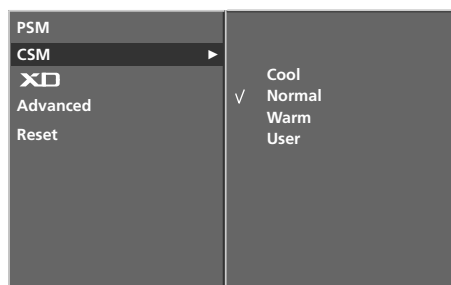 PSM
CSM
XD
Advanced
Reset
Cool
√ Normal
Warm
User